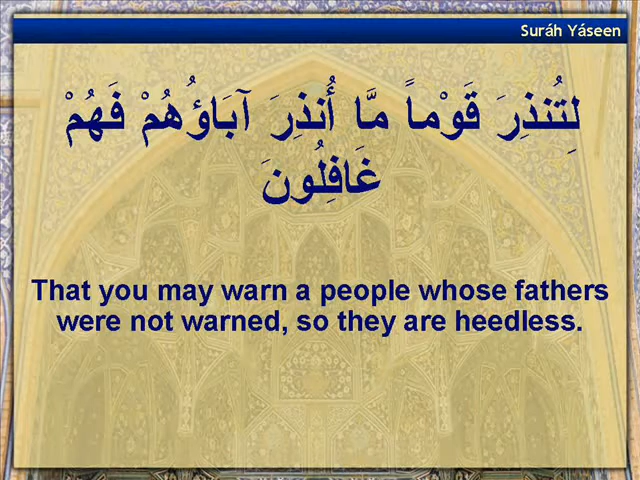 Suráh Yáseen
لِتُنذِرَ قَوْماً مَّا أُنذِرَ آبَاؤُهُمْ فَهُمْ
غَافِلُونَ
That you may warn a people whose fathers
were not warned, so they are heedless.